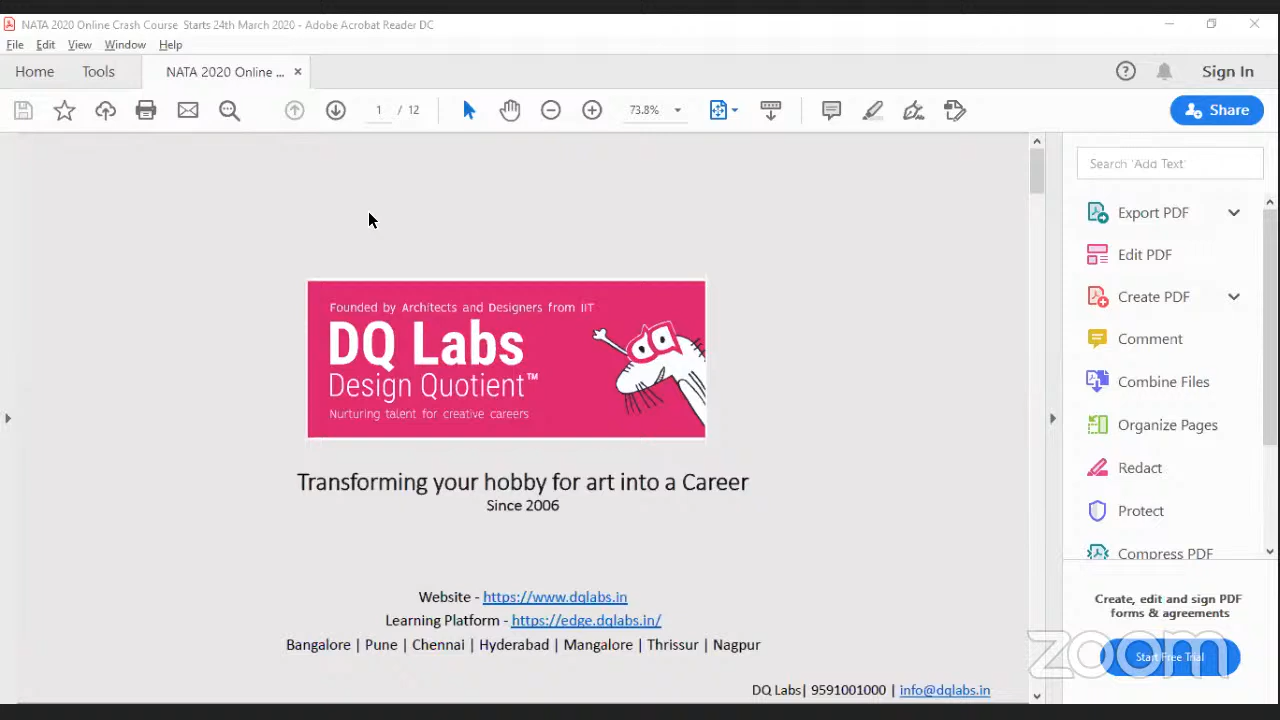 NATA 2020 Online Crash Course Starts 24th March 2020 - Adobe Acrobat Reader DC
File Edit View Window Help
Home Tools NATA 2020 Online ... × Sign In
1 / 12 73.8% Share
Search 'Add Text'
Export PDF
Edit PDF
Create PDF
Comment
Combine Files
Organize Pages
Redact
Protect
Compress PDF
Create, edit and sign PDF
forms & agreements
Start Free Trial
zoom
Founded by Architects and Designers from IIT
DQ Labs
Design Quotient™
Nurturing talent for creative careers
Transforming your hobby for art into a Career
Since 2006
Website - https://www.dqlabs.in
Learning Platform - https://edge.dqlabs.in/
Bangalore | Pune | Chennai | Hyderabad | Mangalore | Thrissur | Nagpur
DQ Labs| 9591001000 | info@dqlabs.in